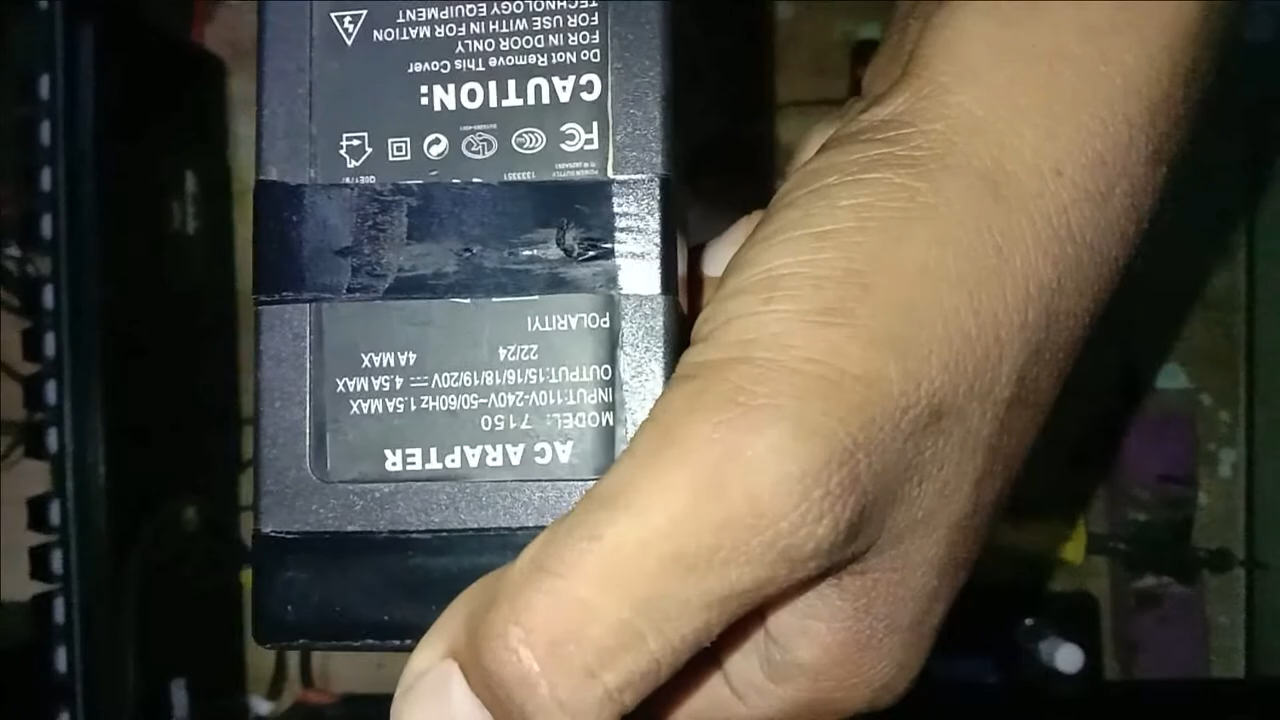 AC ARAPTER
MODEL: 7150
INPUT:110V-240V~50/60Hz 1.5A MAX
OUTPUT:15/16/18/19/20V ⎓ 4.5A MAX
22/24 4A MAX
POLARITY!
1333351
FC
CAUTION:
Do Not Remove This Cover
FOR IN DOOR ONLY
FOR USE WITH IN FOR MATION
TECHNOLOGY EQUIPMENT